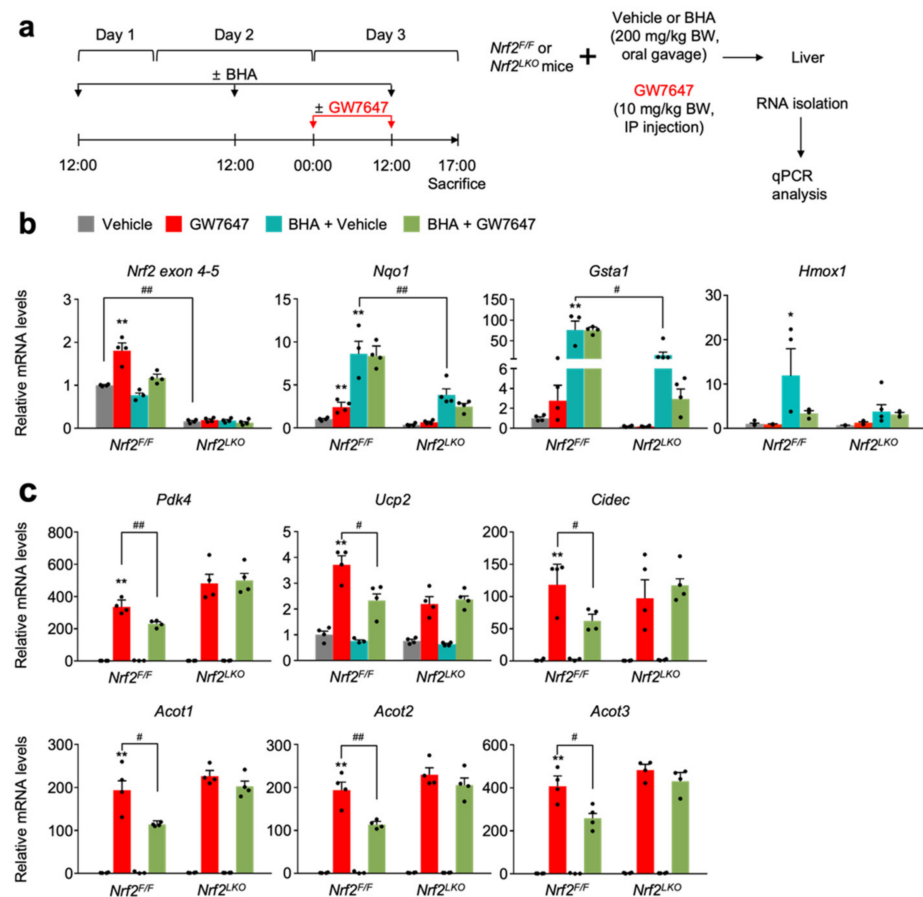 a
Day 1 Day 2 Day 3
± BHA
± GW7647
12:00 12:00 00:00 12:00 17:00
Sacrifice
Nrf2F/F or
Nrf2LKO mice
+
Vehicle or BHA
(200 mg/kg BW,
oral gavage)
GW7647
(10 mg/kg BW,
IP injection)
Liver
RNA isolation
qPCR
analysis
b
Vehicle GW7647 BHA + Vehicle BHA + GW7647
Relative mRNA levels
Nrf2 exon 4-5
3
2
1
0
##
**
Nrf2F/F Nrf2LKO
Nqo1
15
10
5
0
##
**
**
Nrf2F/F Nrf2LKO
Gsta1
100
75
50
25
6
4
2
0
#
**
Nrf2F/F Nrf2LKO
Hmox1
30
20
10
0
*
Nrf2F/F Nrf2LKO
c
Relative mRNA levels
Pdk4
800
600
400
200
0
##
**
Nrf2F/F Nrf2LKO
Ucp2
5
4
3
2
1
0
#
**
Nrf2F/F Nrf2LKO
Cidec
200
150
100
50
0
#
**
Nrf2F/F Nrf2LKO
Relative mRNA levels
Acot1
300
200
100
0
#
**
Nrf2F/F Nrf2LKO
Acot2
300
200
100
0
##
**
Nrf2F/F Nrf2LKO
Acot3
600
400
200
0
#
**
Nrf2F/F Nrf2LKO